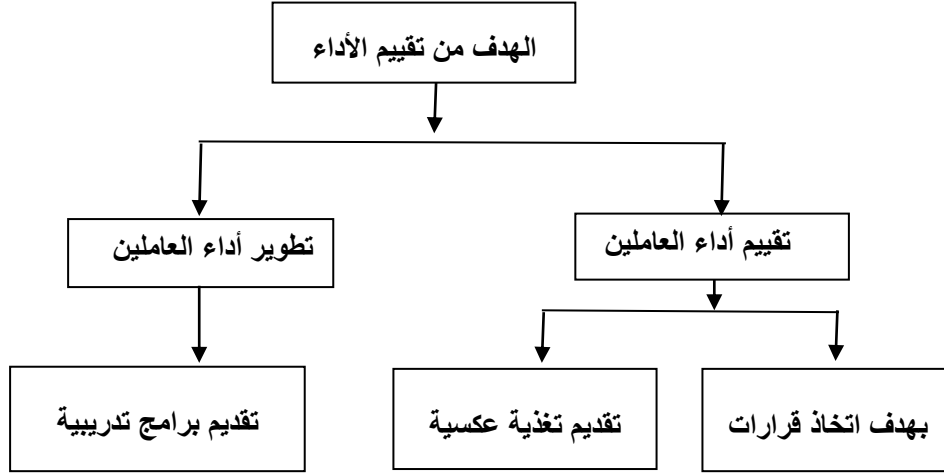 الهدف من تقييم الأداء
تقييم أداء العاملين
تطوير أداء العاملين
بهدف اتخاذ قرارات
تقديم تغذية عكسية
تقديم برامج تدريبية